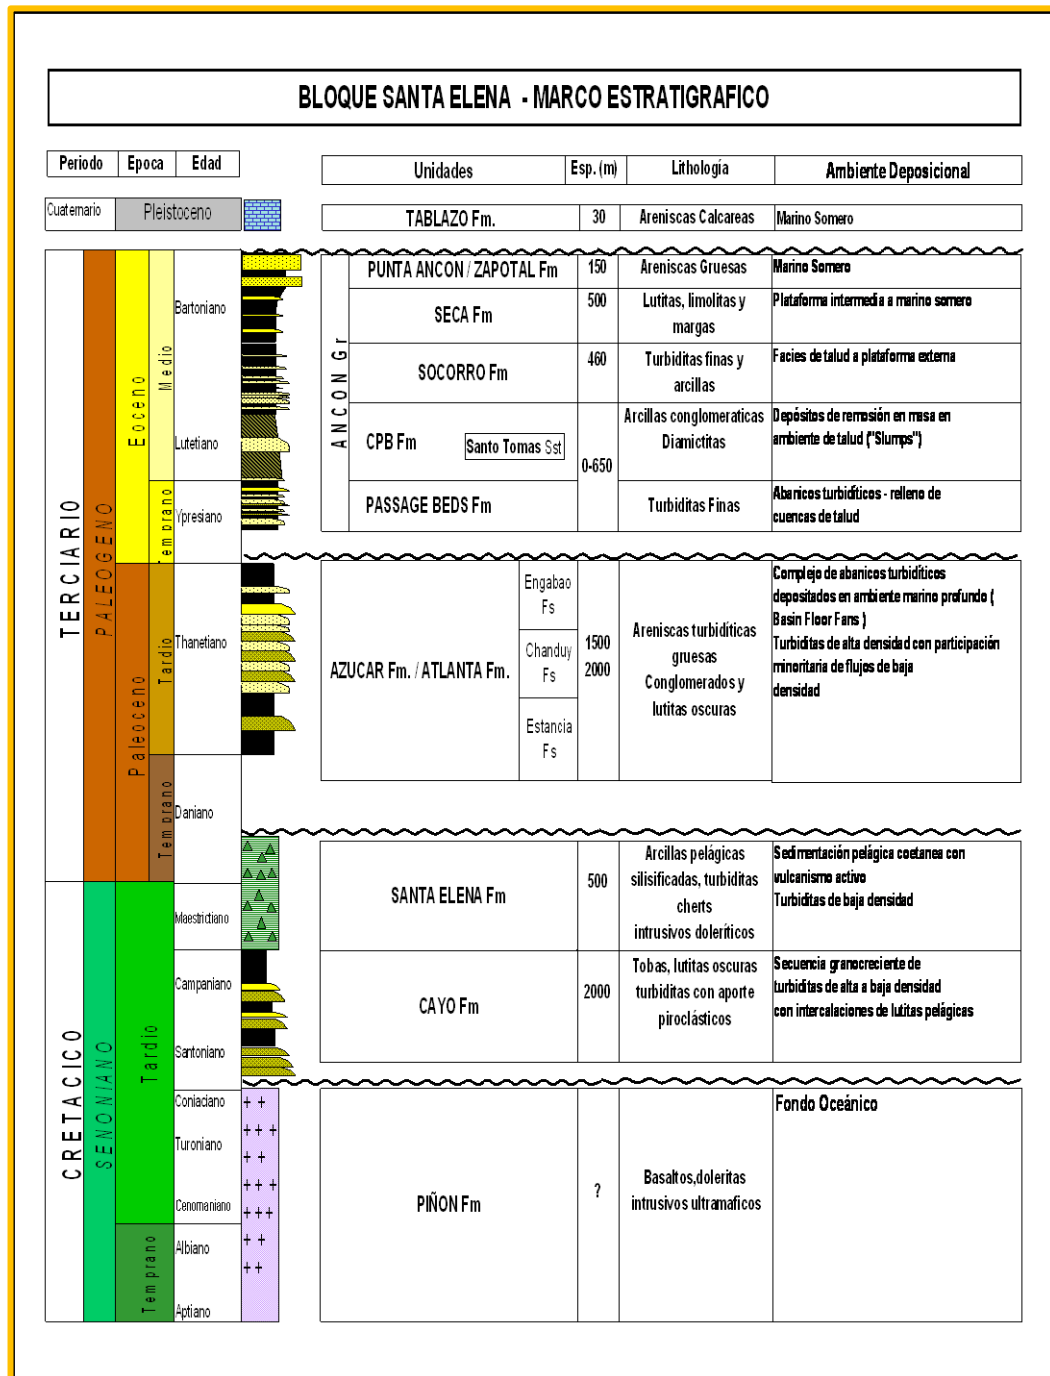 BLOQUE SANTA ELENA - MARCO ESTRATIGRAFICO
Periodo Epoca Edad
Unidades Esp. (m) Lithología Ambiente Deposicional
Cuaternario Pleistoceno
TABLAZO Fm. 30 Areniscas Calcareas Marino Somero
TERCIARIO
PALEOGENO
Eoceno
Medio
Bartoniano
Lutetiano
Temprano
Ypresiano
Paleoceno
Tardio
Thanetiano
Temprano
Daniano
CRETACICO
SENONIANO
Tardio
Maestrictiano
Campaniano
Santoniano
Coniaciano
Turoniano
Cenomaniano
Temprano
Albiano
Aptiano
ANCON Gr
PUNTA ANCON / ZAPOTAL Fm 150 Areniscas Gruesas Marino Somero
SECA Fm 500 Lutitas, limolitas y
margas
Plataforma intermedia a marino somero
SOCORRO Fm 460 Turbiditas finas y
arcillas
Facies de talud a plataforma externa
CPB Fm Santo Tomas Sst
0-650
Arcillas conglomeraticas
Diamictitas
Depósitos de remosión en masa en
ambiente de talud ("Slumps")
PASSAGE BEDS Fm Turbiditas Finas
Abanicos turbidíticos - relleno de
cuencas de talud
AZUCAR Fm. / ATLANTA Fm.
Engabao
Fs
Chanduy
Fs
Estancia
Fs
1500
2000
Areniscas turbidíticas
gruesas
Conglomerados y
lutitas oscuras
Complejo de abanicos turbidíticos
depositados en ambiente marino profundo (
Basin Floor Fans )
Turbiditas de alta densidad con participación
minoritaria de flujos de baja
densidad
SANTA ELENA Fm 500
Arcillas pelágicas
silisificadas, turbiditas
cherts
intrusivos doleríticos
Sedimentación pelágica coetanea con
vulcanismo activo
Turbiditas de baja densidad
CAYO Fm 2000
Tobas, lutitas oscuras
turbiditas con aporte
piroclásticos
Secuencia granocreciente de
turbiditas de alta a baja densidad
con intercalaciones de lutitas pelágicas
PIÑON Fm ?
Basaltos,doleritas
intrusivos ultramaficos
Fondo Oceánico